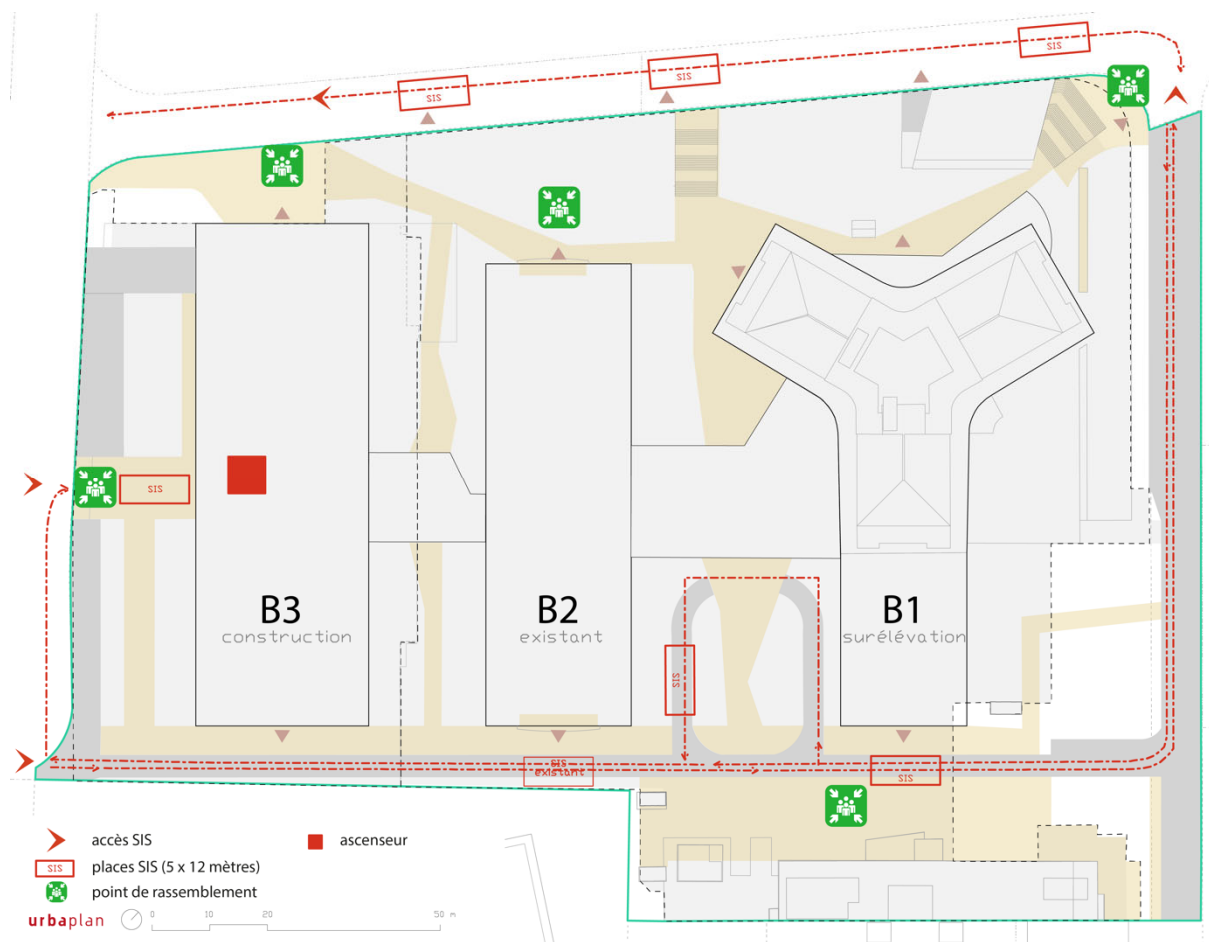 SIS
SIS
SIS
SIS
B3
construction
B2
existant
B1
surélévation
SIS
SIS
existant
SIS
accès SIS
ascenseur
SIS
places SIS (5 x 12 mètres)
point de rassemblement
urbaplan
0 10 20 50 m